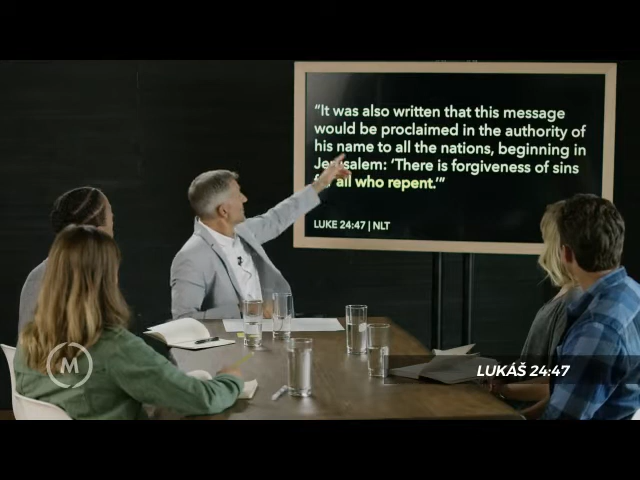 “It was also written that this message
would be proclaimed in the authority of
his name to all the nations, beginning in
Jerusalem: ‘There is forgiveness of sins
all who repent.’”
LUKE 24:47 | NLT
M
LUKÁŠ 24:47